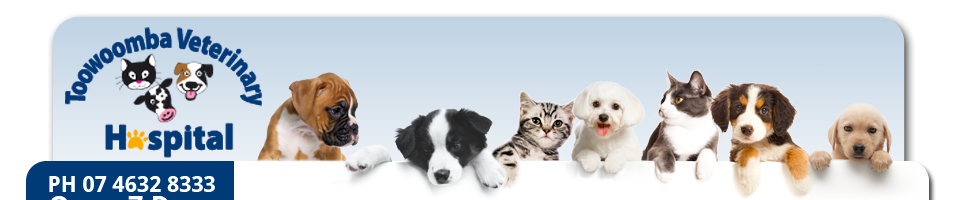 Toowoomba Veterinary
Hospital
PH 07 4632 8333